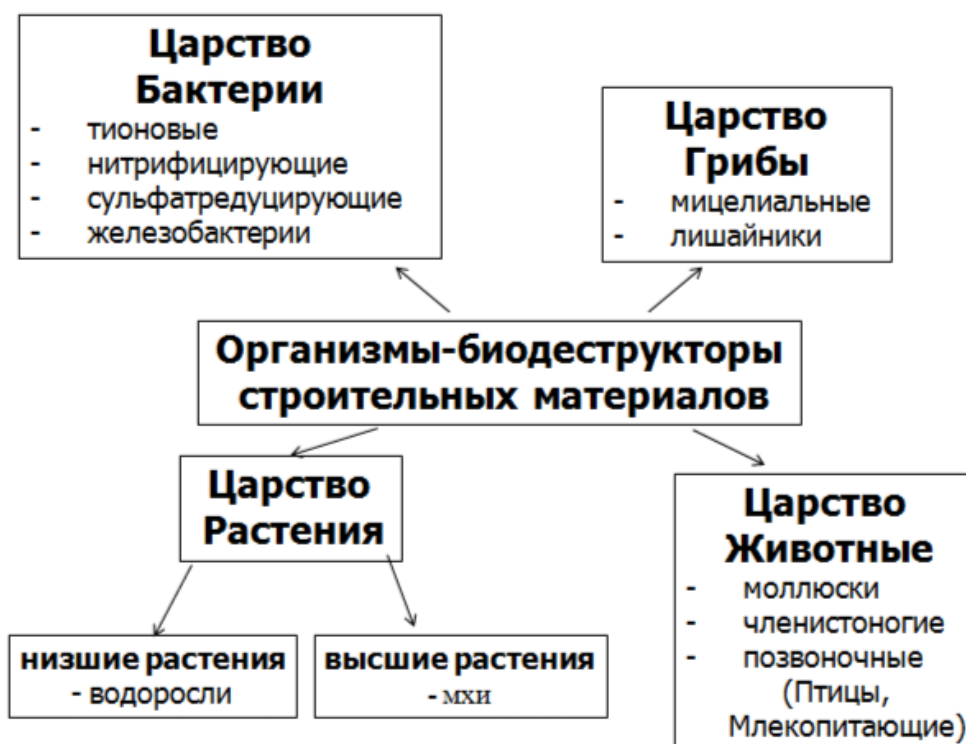 Царство
Бактерии
- тионовые
- нитрифицирующие
- сульфатредуцирующие
- железобактерии
Царство
Грибы
- мицелиальные
- лишайники
Организмы-биодеструкторы
строительных материалов
Царство
Растения
низшие растения
- водоросли
высшие растения
- мхи
Царство
Животные
- моллюски
- членистоногие
- позвоночные
(Птицы,
Млекопитающие)